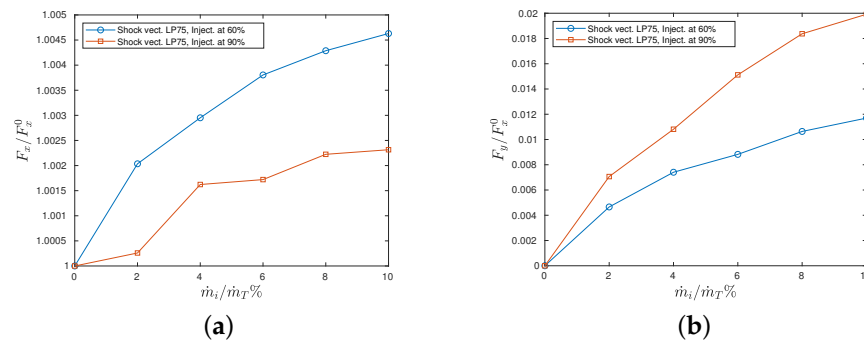 1.005
1.0045
1.004
1.0035
1.003
1.0025
1.002
1.0015
1.001
1.0005
1
F_x/F_x^0
Shock vect. LP75, Inject. at 60%
Shock vect. LP75, Inject. at 90%
0 2 4 6 8 10
ṁ_i/ṁ_T%
(a)
0.02
0.018
0.016
0.014
0.012
0.01
0.008
0.006
0.004
0.002
0
F_y/F_x^0
Shock vect. LP75, Inject. at 60%
Shock vect. LP75, Inject. at 90%
0 2 4 6 8
ṁ_i/ṁ_T%
(b)